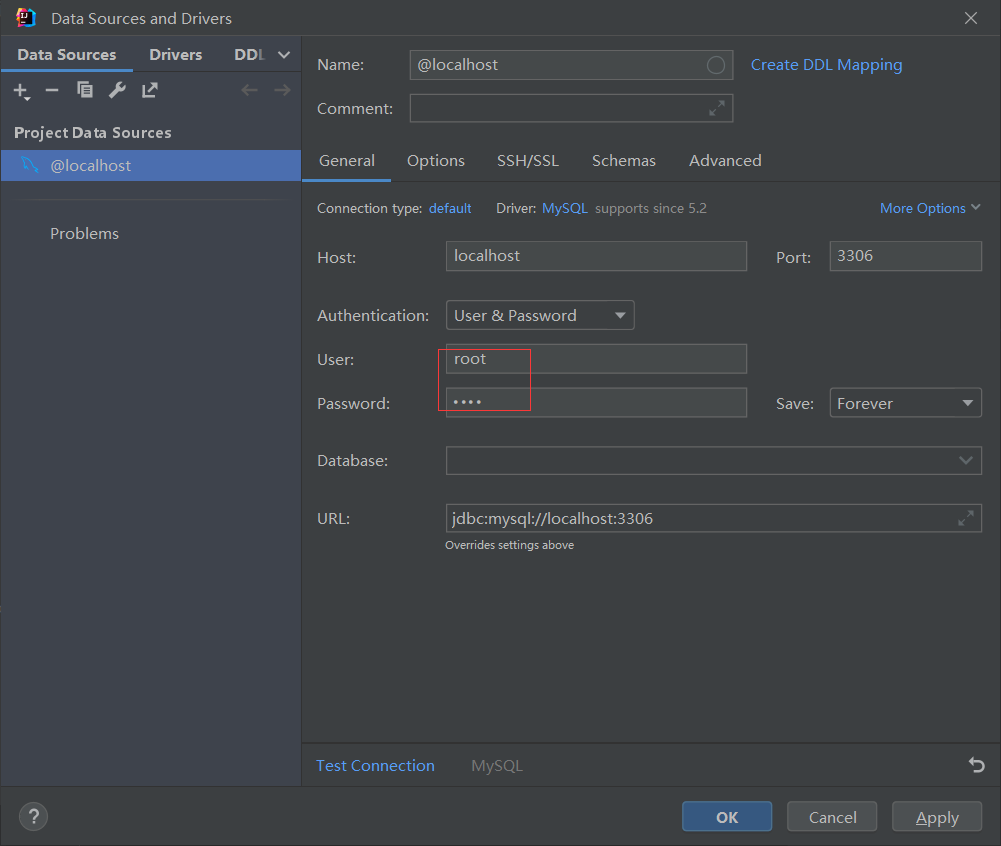 Data Sources and Drivers
Data Sources Drivers DDL
Project Data Sources
@localhost
Problems
Name: @localhost Create DDL Mapping
Comment:
General Options SSH/SSL Schemas Advanced
Connection type: default Driver: MySQL supports since 5.2 More Options
Host: localhost Port: 3306
Authentication: User & Password
User: root
Password: •••• Save: Forever
Database:
URL: jdbc:mysql://localhost:3306
Overrides settings above
Test Connection MySQL
? OK Cancel Apply